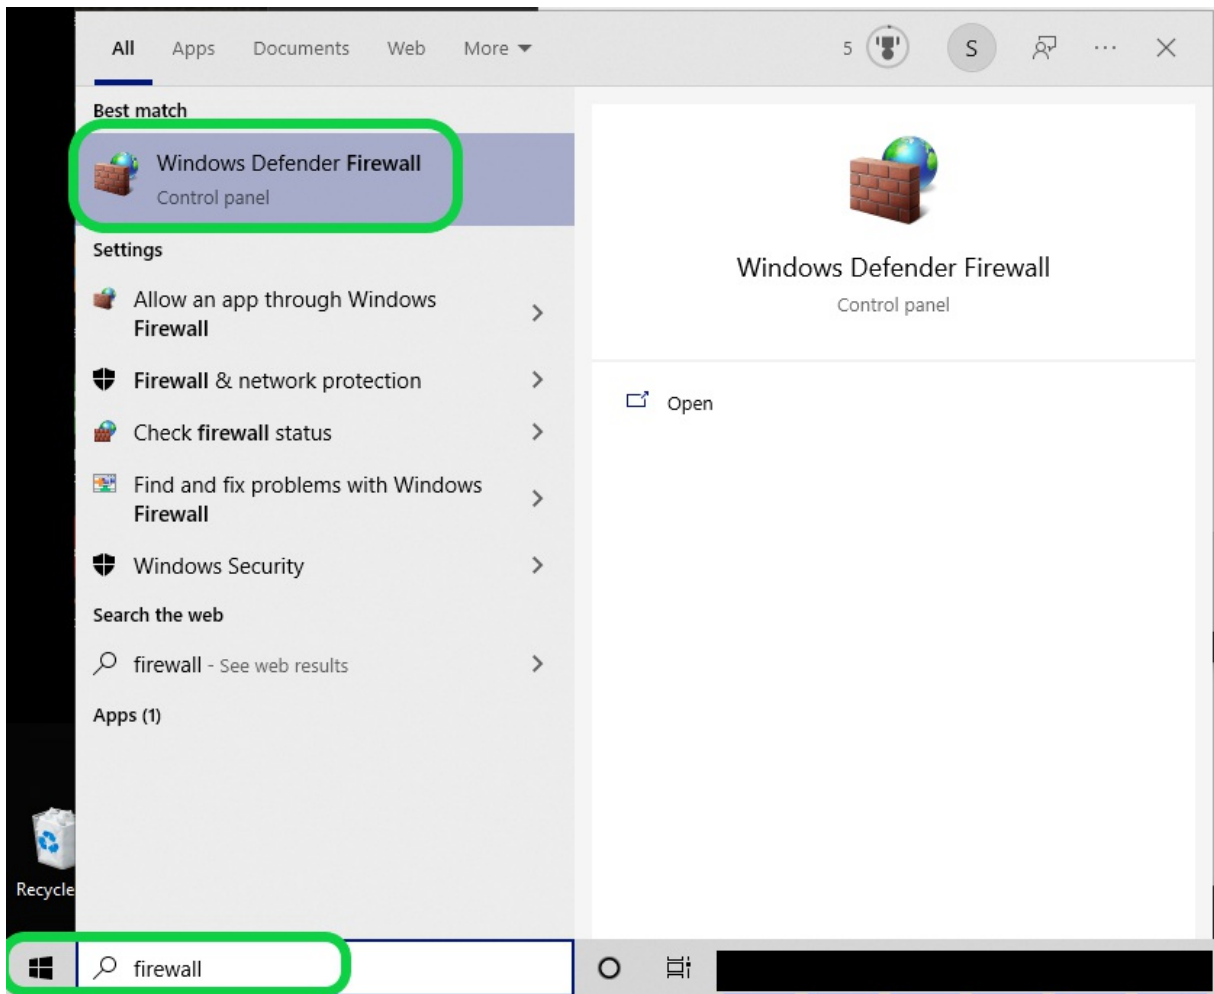 All Apps Documents Web More 5 S
Best match
Windows Defender Firewall
Control panel
Settings
Allow an app through Windows
Firewall
Firewall & network protection
Check firewall status
Find and fix problems with Windows
Firewall
Windows Security
Search the web
firewall - See web results
Apps (1)
Windows Defender Firewall
Control panel
Open
Recycle
firewall